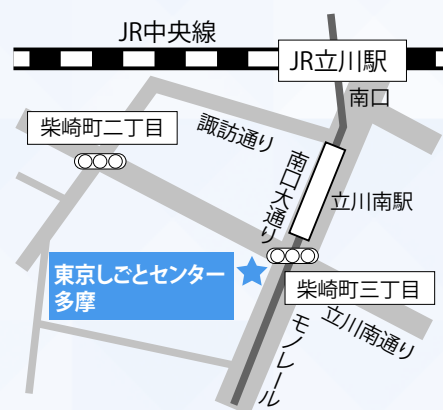 JR中央線
JR立川駅
南口
柴崎町二丁目
諏訪通り
南口大通り
立川南駅
東京しごとセンター
多摩
柴崎町三丁目
立川南通り
モノレール